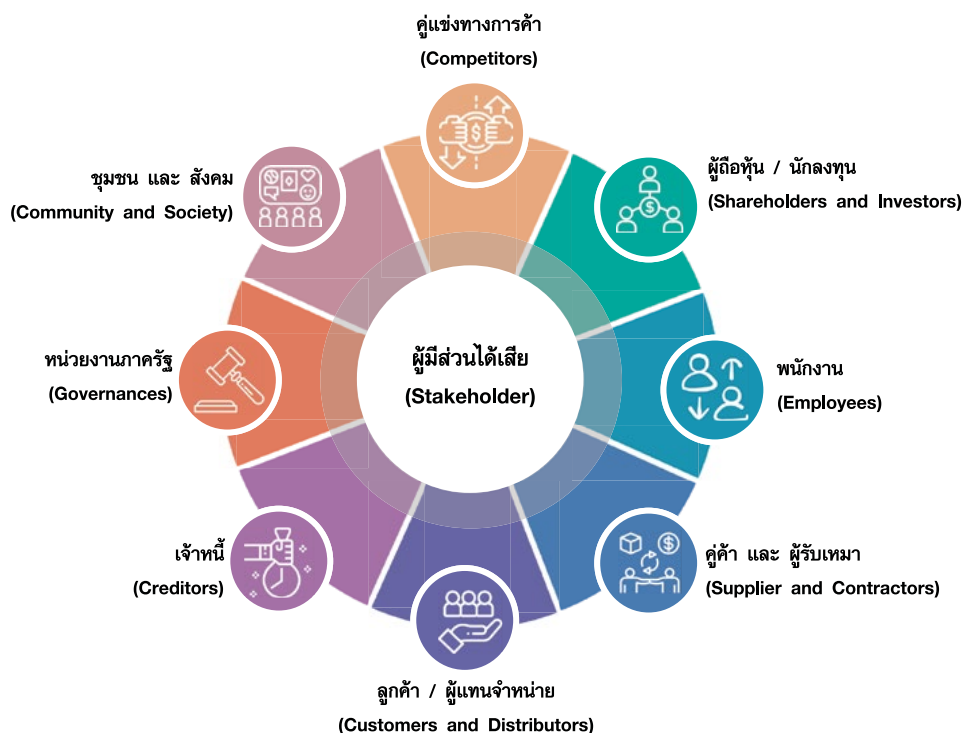 คู่แข่งทางการค้า
(Competitors)
ผู้ถือหุ้น / นักลงทุน
(Shareholders and Investors)
พนักงาน
(Employees)
คู่ค้า และ ผู้รับเหมา
(Supplier and Contractors)
ลูกค้า / ผู้แทนจำหน่าย
(Customers and Distributors)
เจ้าหนี้
(Creditors)
หน่วยงานภาครัฐ
(Governances)
ชุมชน และ สังคม
(Community and Society)
ผู้มีส่วนได้เสีย
(Stakeholder)